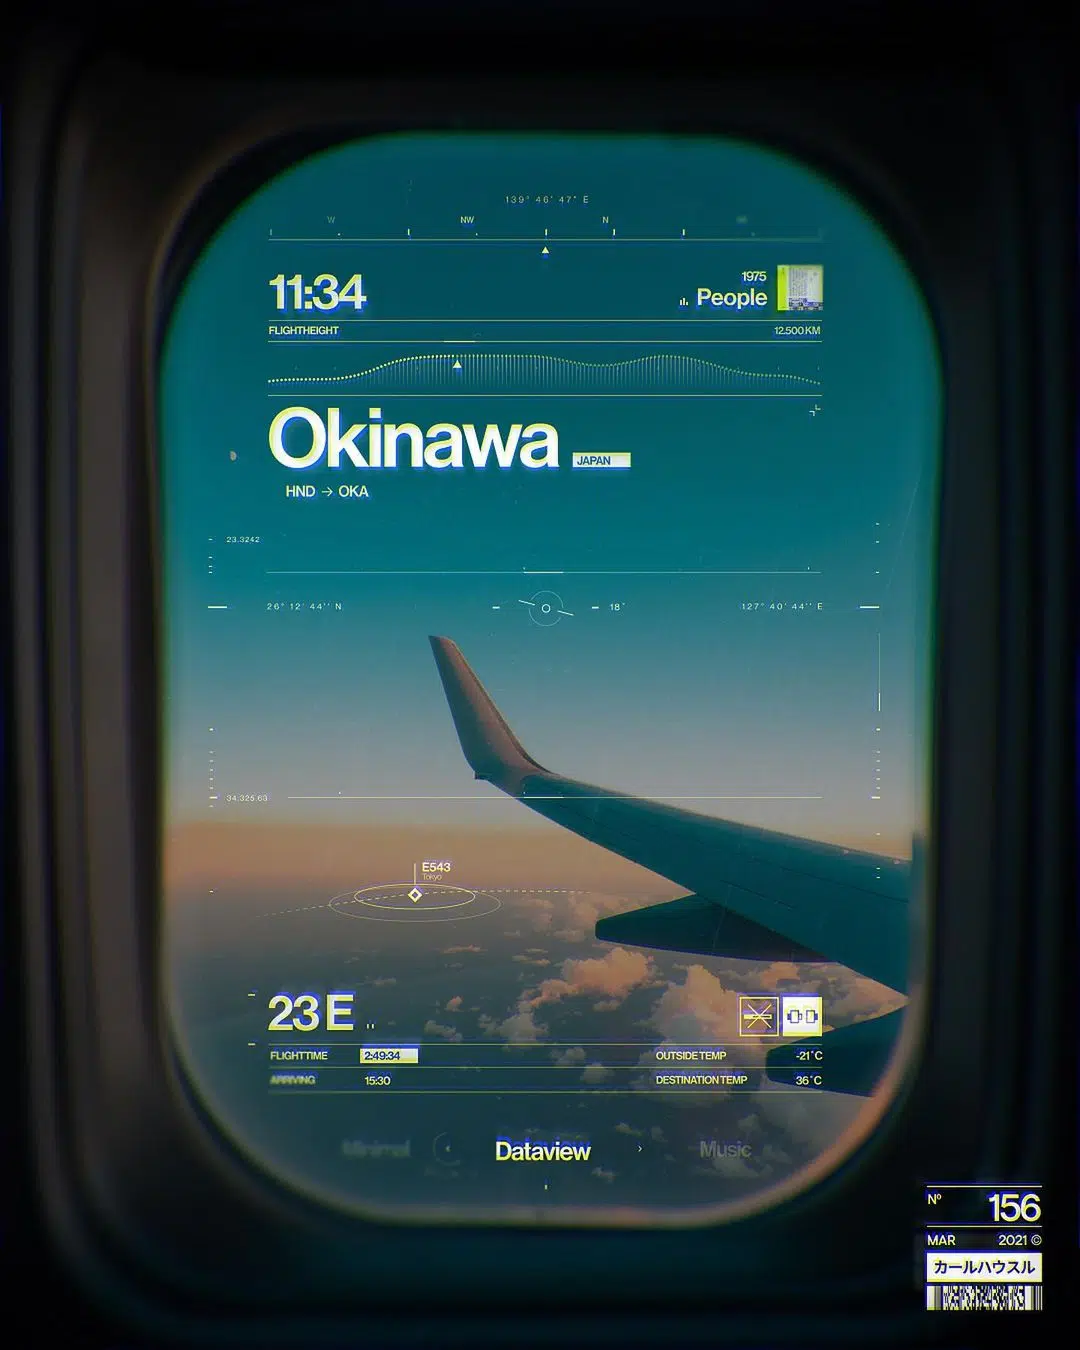 139° 46' 47" E
W NW N
11:34
1975
People
FLIGHTHEIGHT 12.500 KM
Okinawa JAPAN
HND → OKA
23.3242
26° 12' 44'' N 18° 127° 40' 44'' E
34,325.63
E543
Tokyo
23 E
FLIGHTTIME 2:49:34 OUTSIDE TEMP -21°C
ARRIVING 15:30 DESTINATION TEMP 36°C
Minimal Dataview Music
Nº 156
MAR 2021 ©
カールハウスル